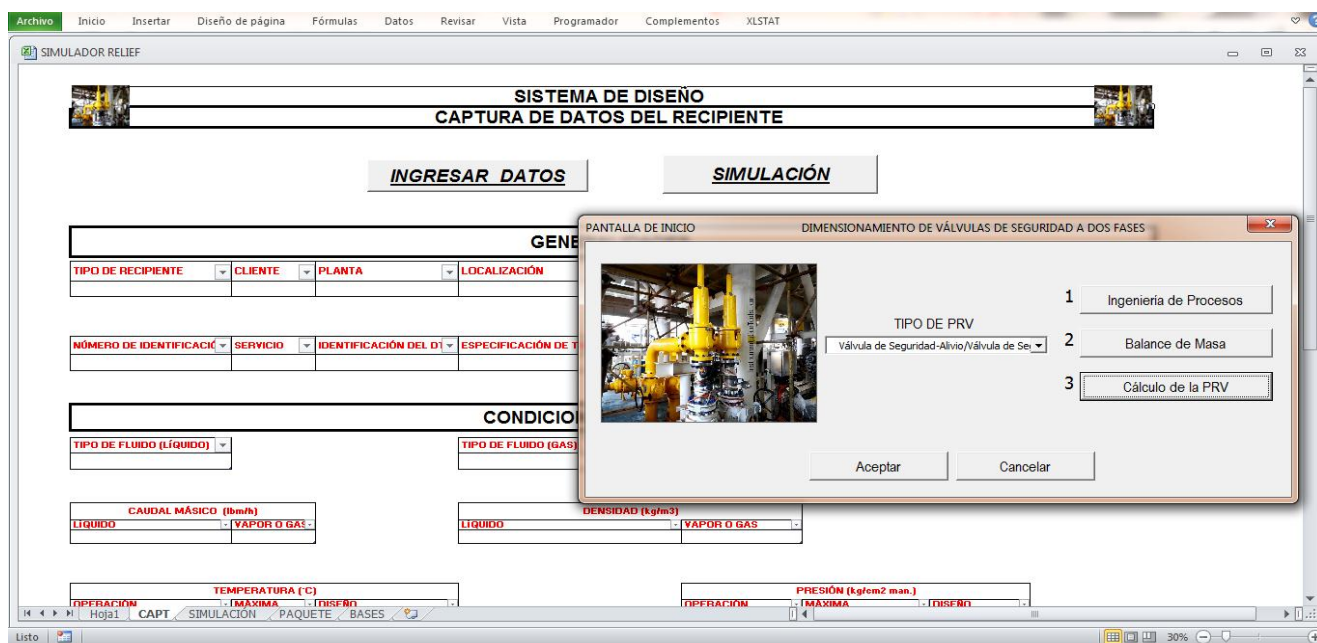 Archivo Inicio Insertar Diseño de página Fórmulas Datos Revisar Vista Programador Complementos XLSTAT
SIMULADOR RELIEF
SISTEMA DE DISEÑO
CAPTURA DE DATOS DEL RECIPIENTE
INGRESAR DATOS SIMULACIÓN
PANTALLA DE INICIO DIMENSIONAMIENTO DE VÁLVULAS DE SEGURIDAD A DOS FASES
GENE
TIPO DE RECIPIENTE CLIENTE PLANTA LOCALIZACIÓN
1 Ingeniería de Procesos
TIPO DE PRV
Válvula de Seguridad-Alivio/Válvula de Se
2 Balance de Masa
NÚMERO DE IDENTIFICACIÓ SERVICIO IDENTIFICACIÓN DEL D ESPECIFICACIÓN DE T
3 Cálculo de la PRV
CONDICIO
TIPO DE FLUIDO (LÍQUIDO) TIPO DE FLUIDO (GAS)
Aceptar Cancelar
CAUDAL MÁSICO (lbm/h) DENSIDAD (kg/m3)
LÍQUIDO VAPOR O GAS LÍQUIDO VAPOR O GAS
TEMPERATURA (°C) PRESIÓN (kg/cm2 man.)
OPERACIÓN MÁXIMA DISEÑO OPERACIÓN MÁXIMA DISEÑO
Hoja1 CAPT SIMULACIÓN PAQUETE BASES
Listo 30%